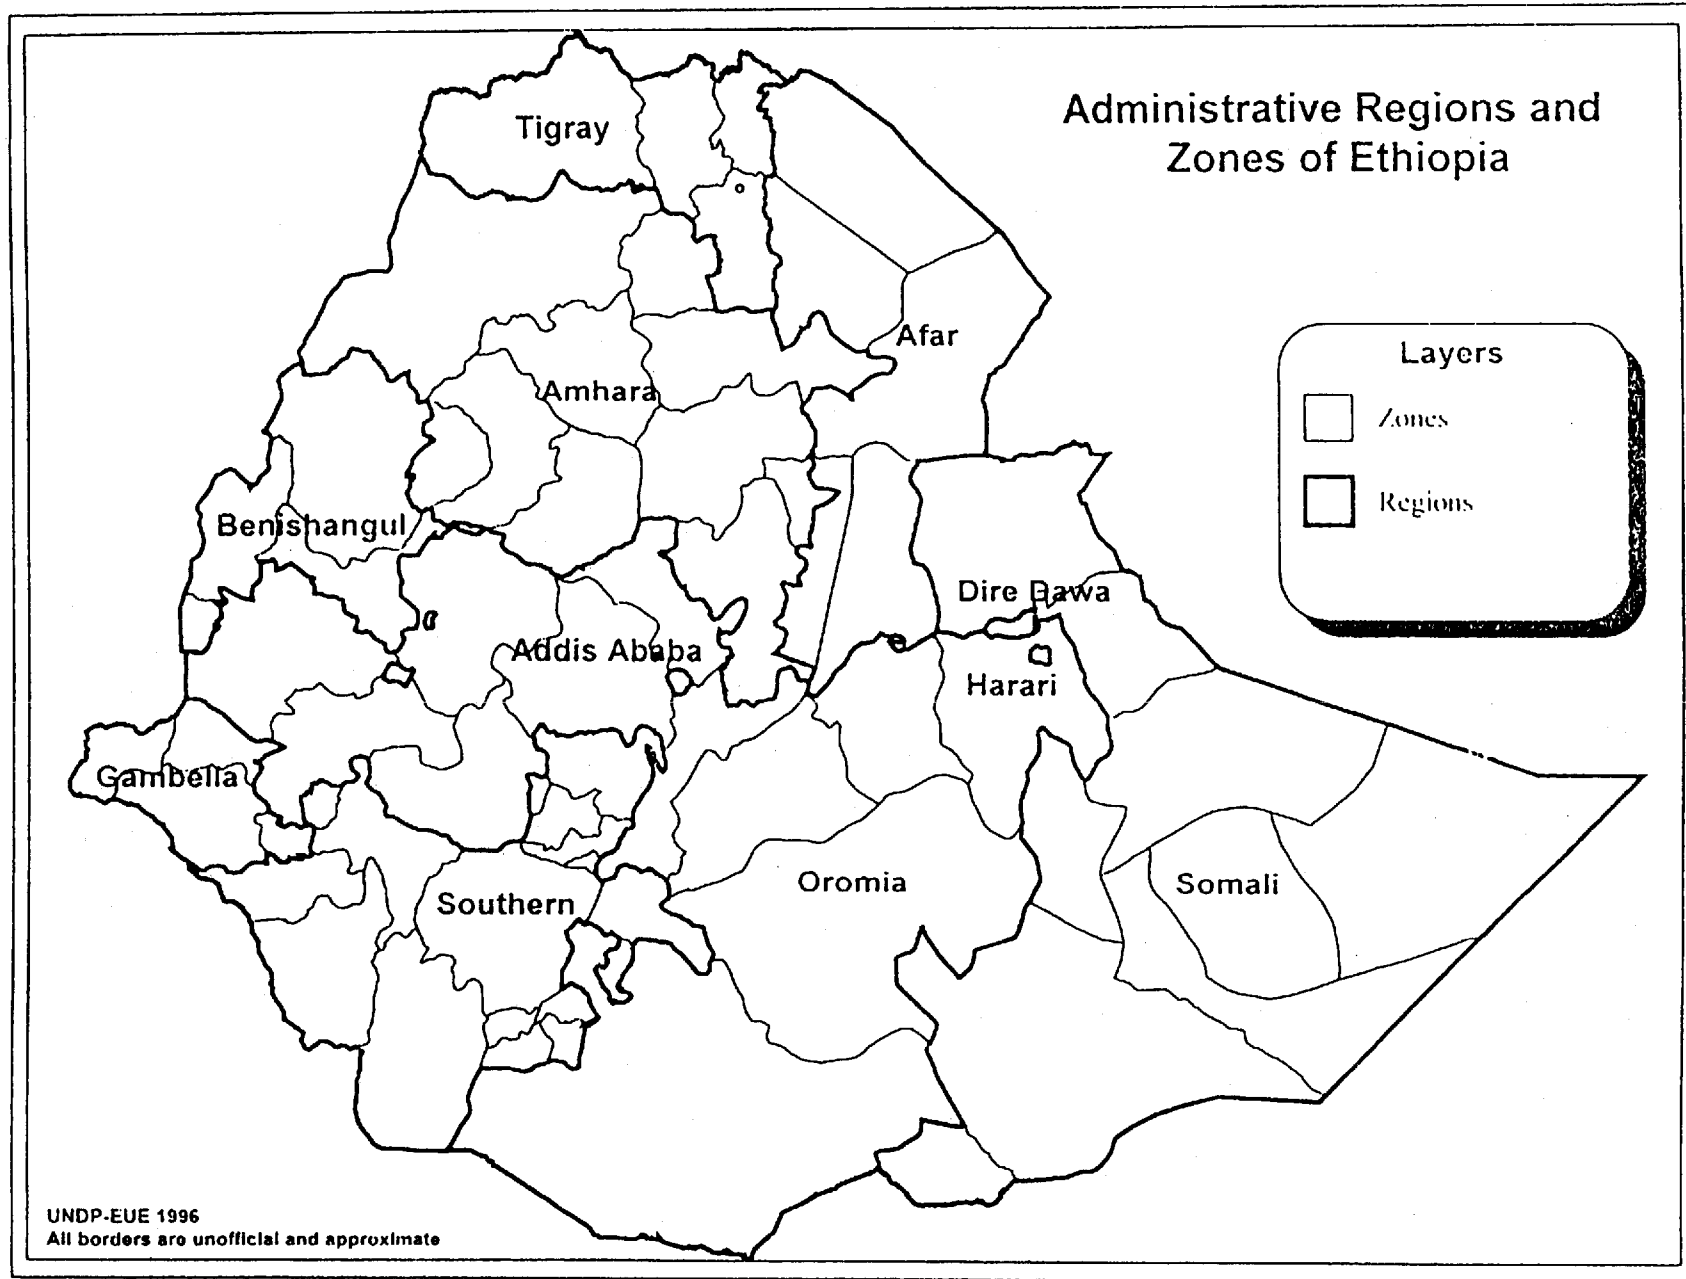 Administrative Regions and
Zones of Ethiopia
Tigray
Afar
Layers
Zones
Regions
Amhara
Benishangul
Dire Dawa
Addis Ababa
Harari
Gambella
Oromia
Somali
Southern
UNDP-EUE 1996
All borders are unofficial and approximate